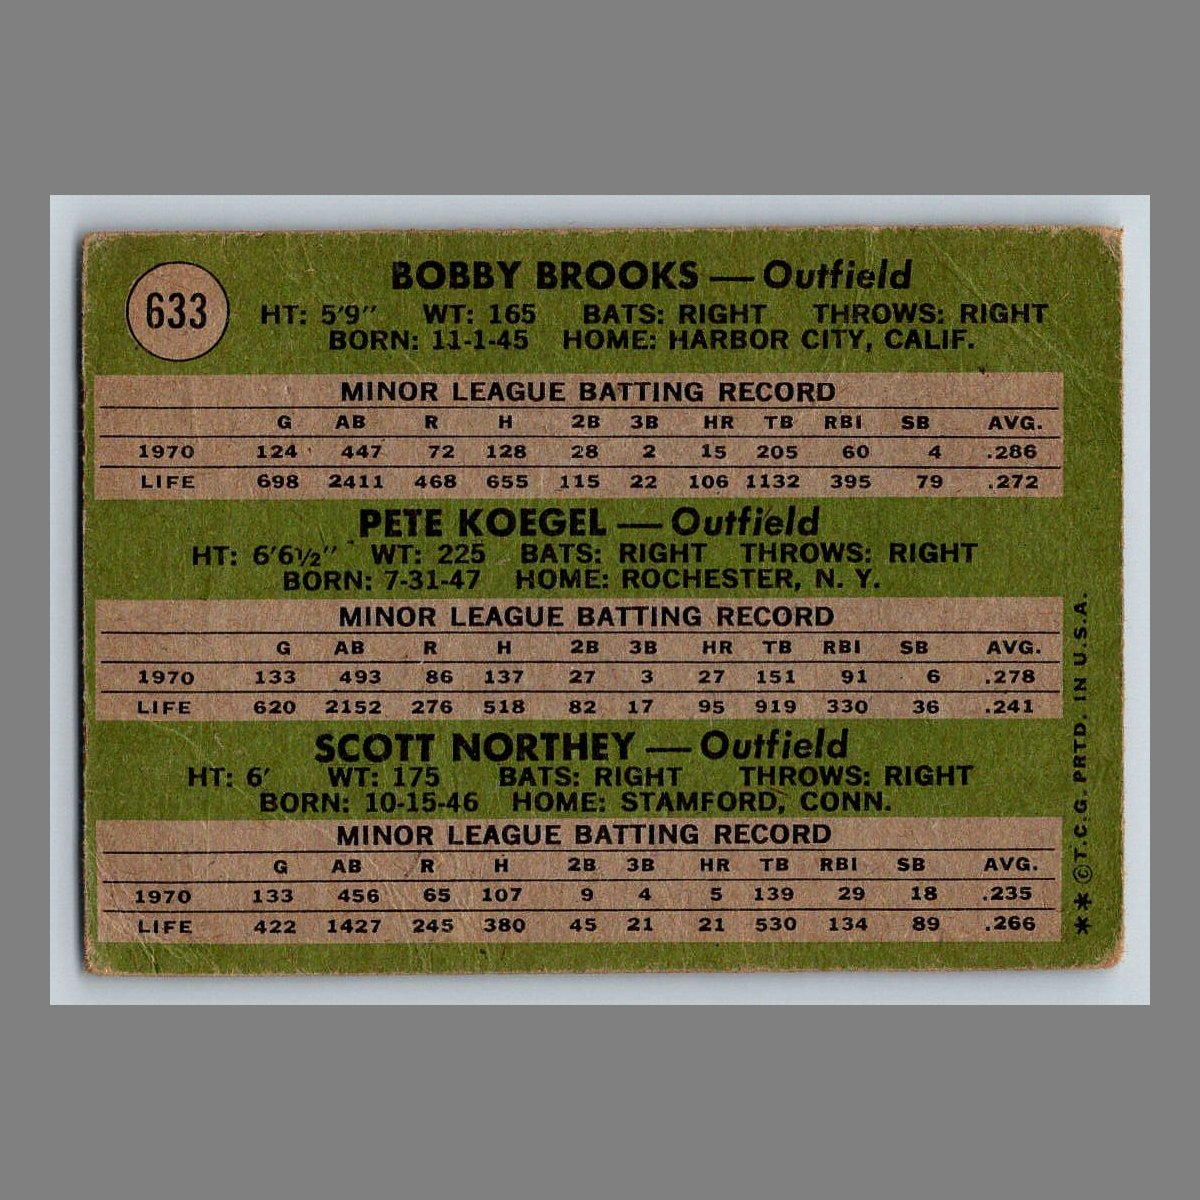 633
BOBBY BROOKS — Outfield
HT: 5'9" WT: 165 BATS: RIGHT THROWS: RIGHT
BORN: 11-1-45 HOME: HARBOR CITY, CALIF.
MINOR LEAGUE BATTING RECORD
G AB R H 2B 3B HR TB RBI SB AVG.
1970 124 447 72 128 28 2 15 205 60 4 .286
LIFE 698 2411 468 655 115 22 106 1132 395 79 .272
PETE KOEGEL — Outfield
HT: 6'6½" WT: 225 BATS: RIGHT THROWS: RIGHT
BORN: 7-31-47 HOME: ROCHESTER, N. Y.
MINOR LEAGUE BATTING RECORD
G AB R H 2B 3B HR TB RBI SB AVG.
1970 133 493 86 137 27 3 27 151 91 6 .278
LIFE 620 2152 276 518 82 17 95 919 330 36 .241
SCOTT NORTHEY — Outfield
HT: 6' WT: 175 BATS: RIGHT THROWS: RIGHT
BORN: 10-15-46 HOME: STAMFORD, CONN.
MINOR LEAGUE BATTING RECORD
G AB R H 2B 3B HR TB RBI SB AVG.
1970 133 456 65 107 9 4 5 139 29 18 .235
LIFE 422 1427 245 380 45 21 21 530 134 89 .266
** © T.C.G. PRTD. IN U.S.A.